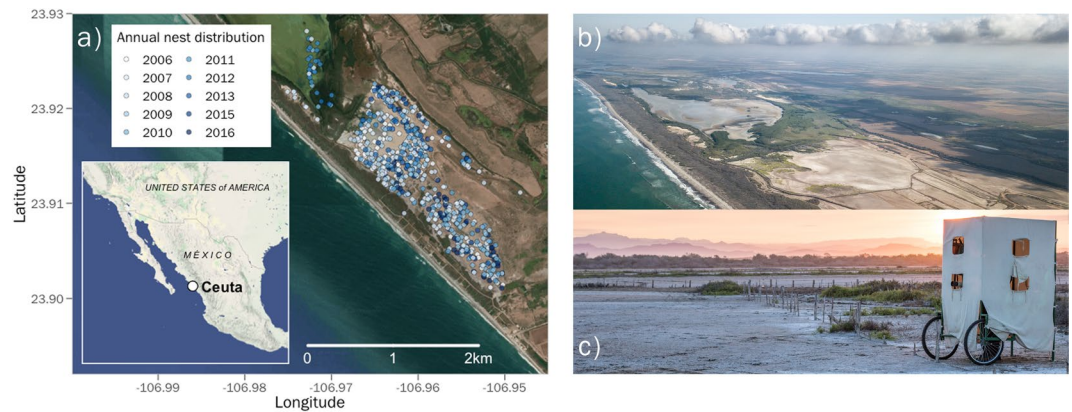 a)
Annual nest distribution
2006
2007
2008
2009
2010
2011
2012
2013
2015
2016
UNITED STATES of AMERICA
MÉXICO
Ceuta
0 1 2km
23.93
23.92
23.91
23.90
Latitude
-106.99 -106.98 -106.97 -106.96 -106.95
Longitude
b)
c)